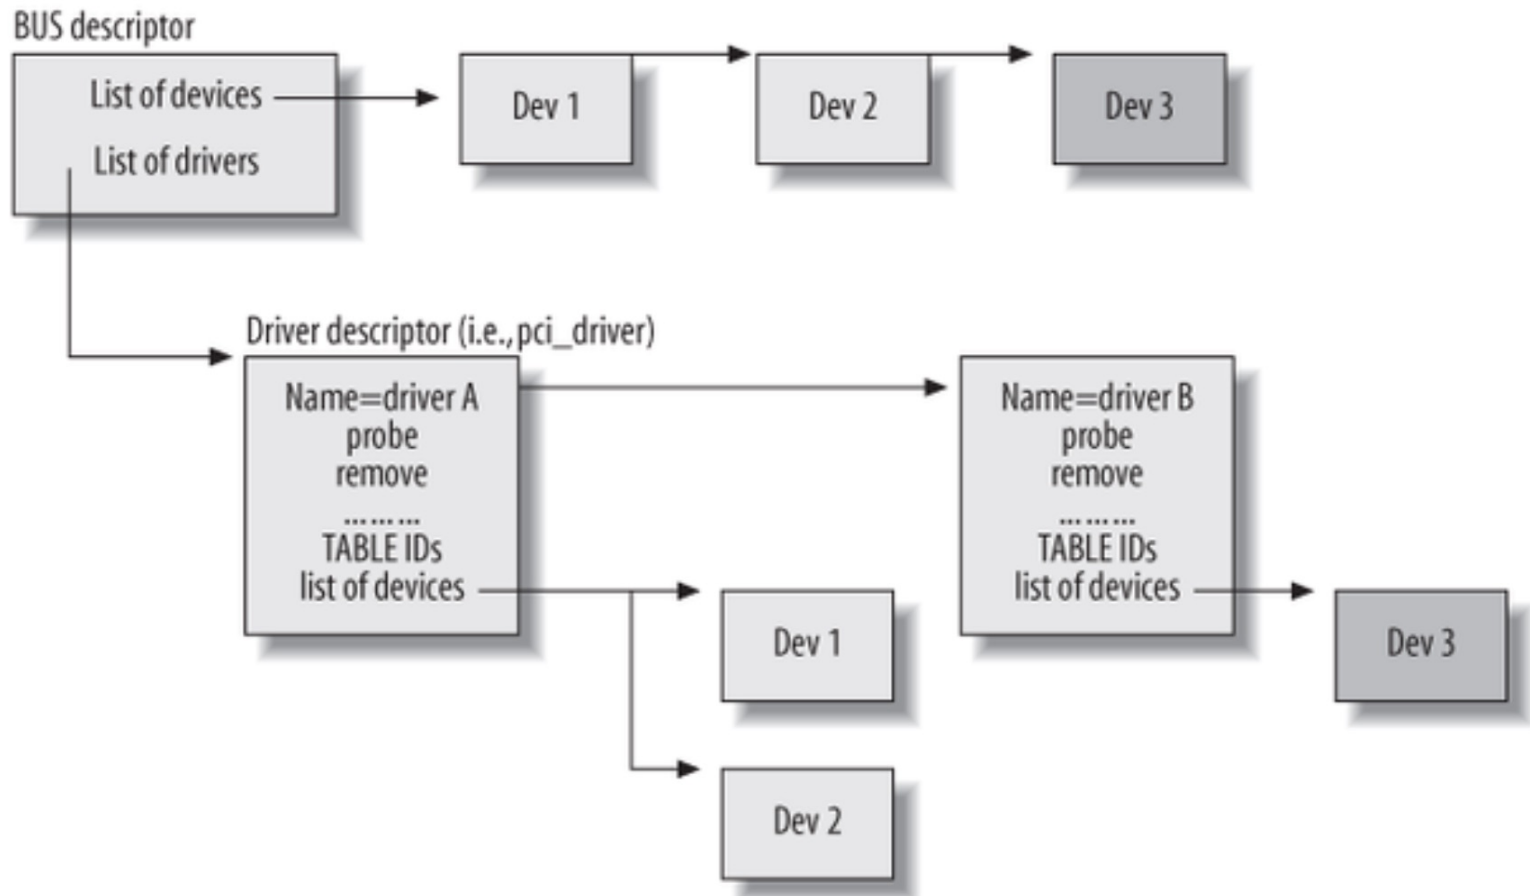 BUS descriptor
List of devices
Dev 1
Dev 2
Dev 3
List of drivers
Driver descriptor (i.e., pci_driver)
Name=driver A
probe
remove
... ... ...
TABLE IDs
list of devices
Dev 1
Dev 2
Name=driver B
probe
remove
... ... ...
TABLE IDs
list of devices
Dev 3